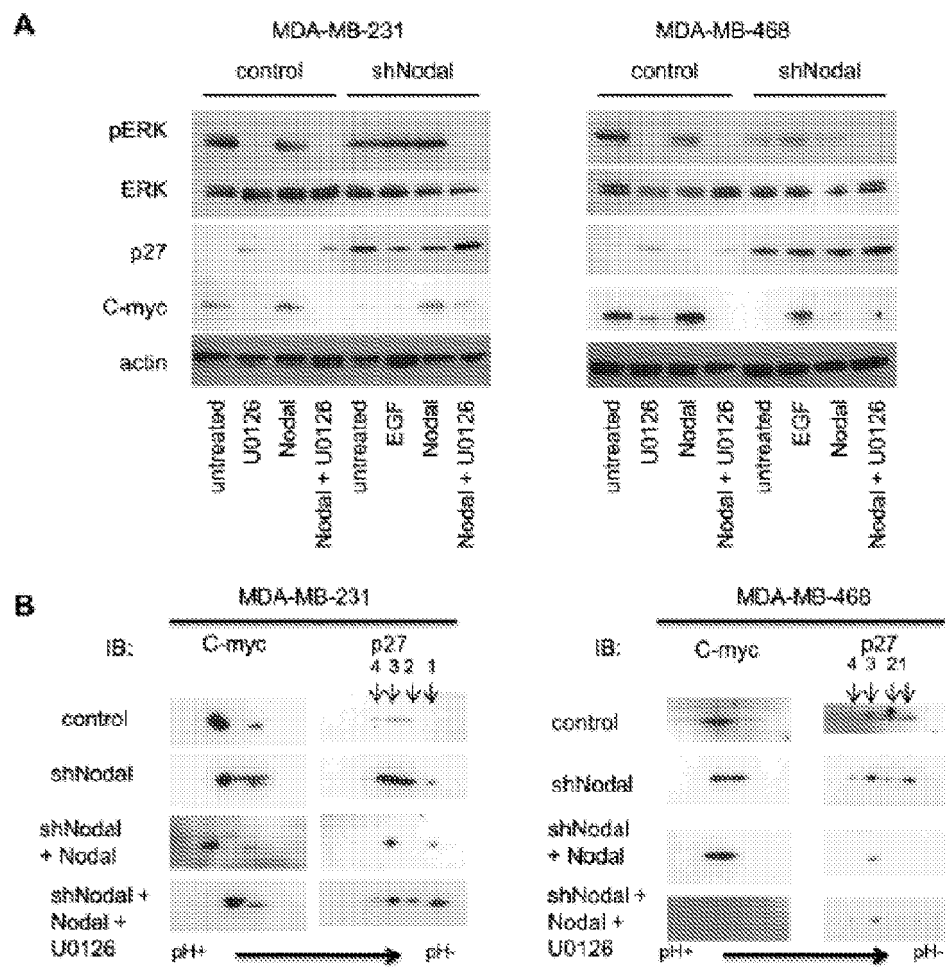 A
MDA-MB-231 MDA-MB-468
control shNodal control shNodal
pERK
ERK
p27
C-myc
actin
untreated
U0126
Nodal
Nodal + U0126
untreated
EGF
Nodal
Nodal + U0126
untreated
U0126
Nodal
Nodal + U0126
untreated
EGF
Nodal
Nodal + U0126
B
MDA-MB-231 MDA-MB-468
IB: C-myc p27 IB: C-myc p27
4 3 2 1 4 3 21
control control
shNodal shNodal
shNodal shNodal
+ Nodal + Nodal
shNodal + shNodal +
Nodal + Nodal +
U0126 U0126
pH+ pH- pH+ pH-